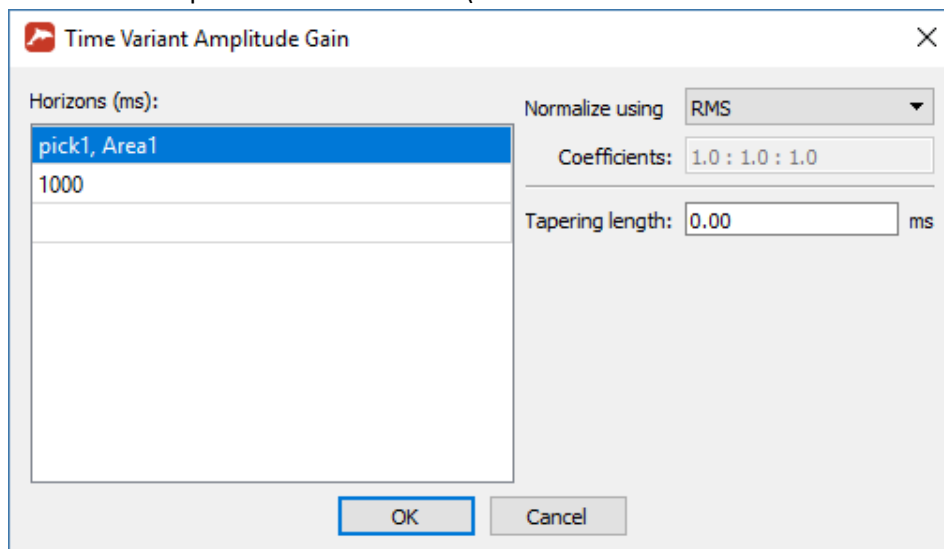 Time Variant Amplitude Gain
Horizons (ms):
pick1, Area1
1000
Normalize using RMS
Coefficients: 1.0 : 1.0 : 1.0
Tapering length: 0.00 ms
OK Cancel